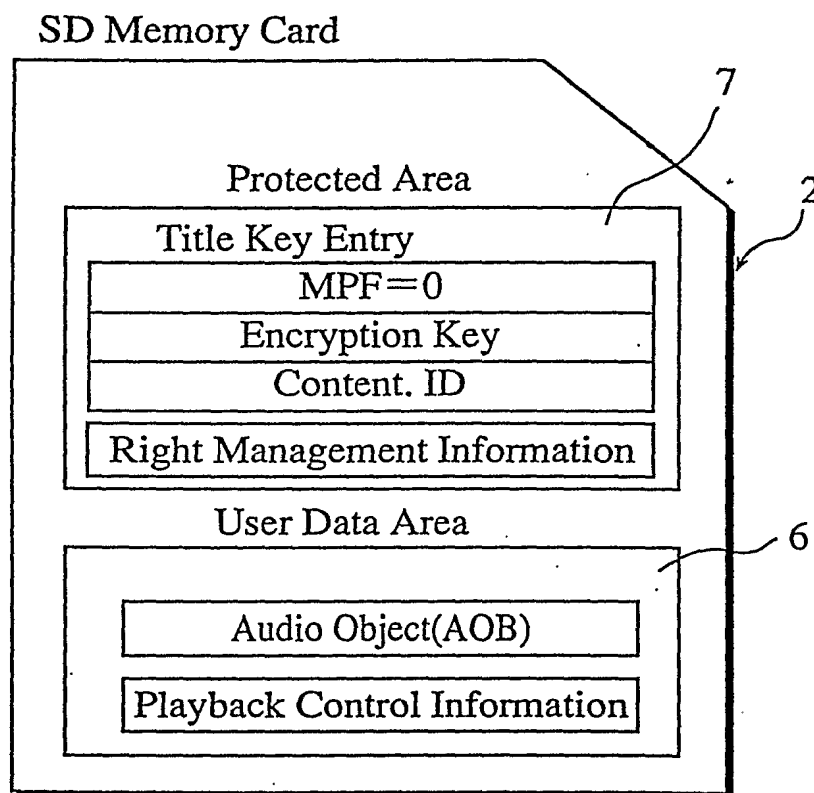 SD Memory Card
7
Protected Area
2
Title Key Entry
MPF=0
Encryption Key
Content. ID
Right Management Information
User Data Area
6
Audio Object(AOB)
Playback Control Information